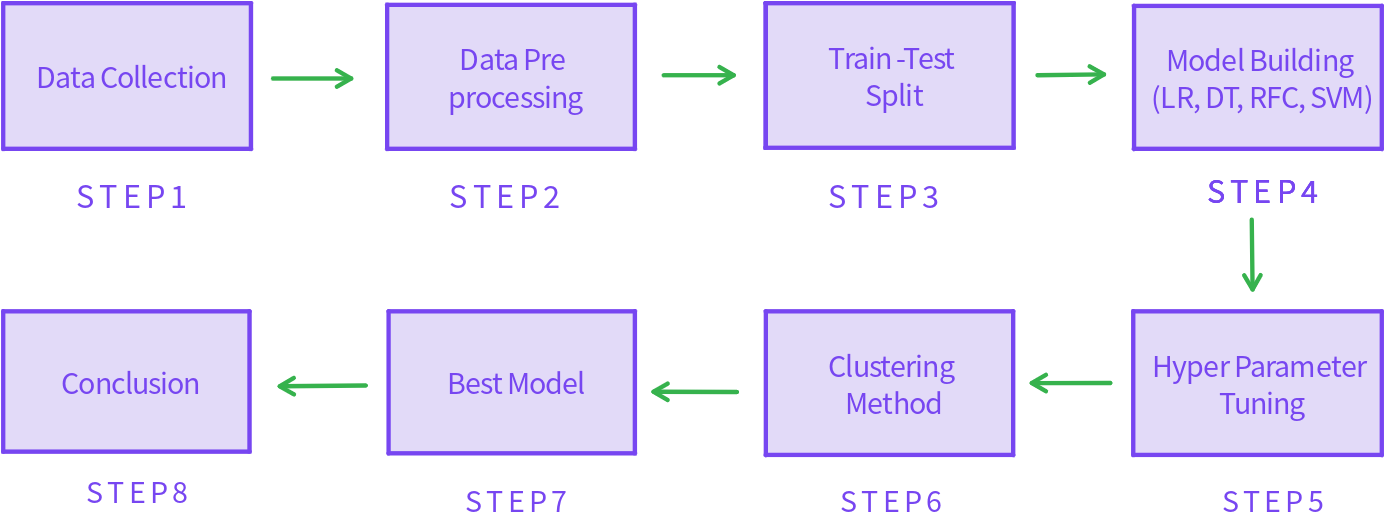 Data Collection
STEP1
Data Pre
processing
STEP2
Train -Test
Split
STEP3
Model Building
(LR, DT, RFC, SVM)
STEP4
Hyper Parameter
Tuning
STEP5
Clustering
Method
STEP6
Best Model
STEP7
Conclusion
STEP8